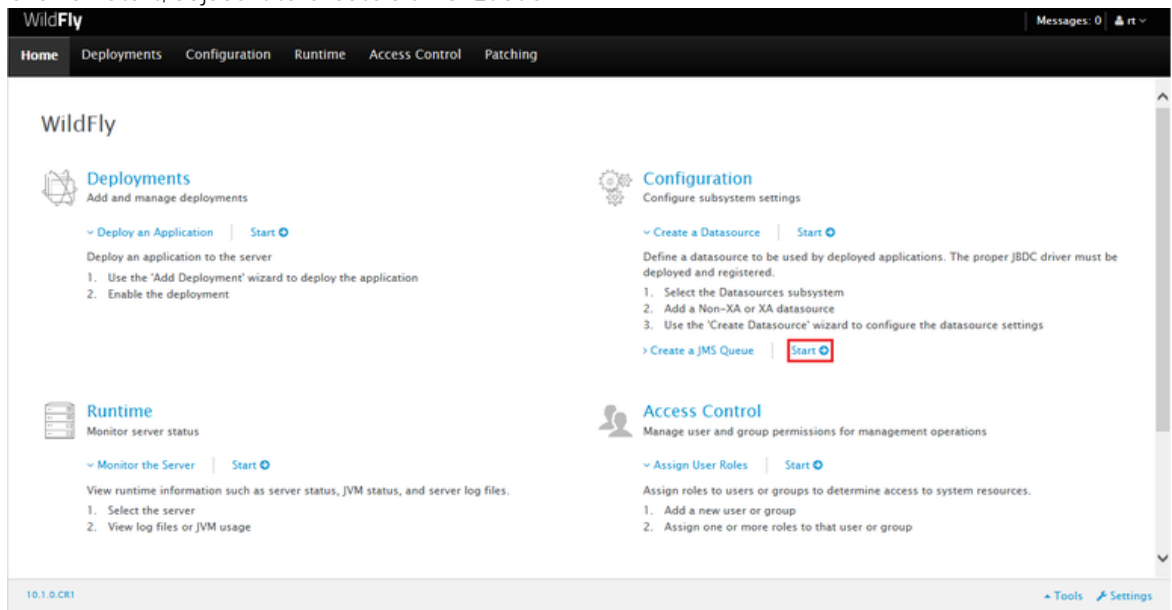 WildFly
Messages: 0
rt
Home Deployments Configuration Runtime Access Control Patching
WildFly
Deployments
Add and manage deployments
Deploy an Application Start
Deploy an application to the server
1. Use the 'Add Deployment' wizard to deploy the application
2. Enable the deployment
Configuration
Configure subsystem settings
Create a Datasource Start
Define a datasource to be used by deployed applications. The proper JBDC driver must be
deployed and registered.
1. Select the Datasources subsystem
2. Add a Non-XA or XA datasource
3. Use the 'Create Datasource' wizard to configure the datasource settings
Create a JMS Queue Start
Runtime
Monitor server status
Monitor the Server Start
View runtime information such as server status, JVM status, and server log files.
1. Select the server
2. View log files or JVM usage
Access Control
Manage user and group permissions for management operations
Assign User Roles Start
Assign roles to users or groups to determine access to system resources.
1. Add a new user or group
2. Assign one or more roles to that user or group
10.1.0.CR1
Tools Settings